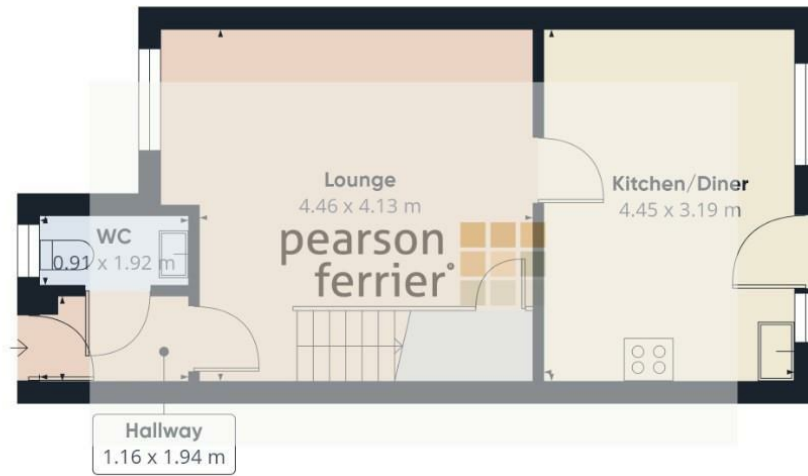 Lounge
4.46 x 4.13 m
Kitchen/Diner
4.45 x 3.19 m
WC
0.91 x 1.92 m
pearson
ferrier®
Hallway
1.16 x 1.94 m